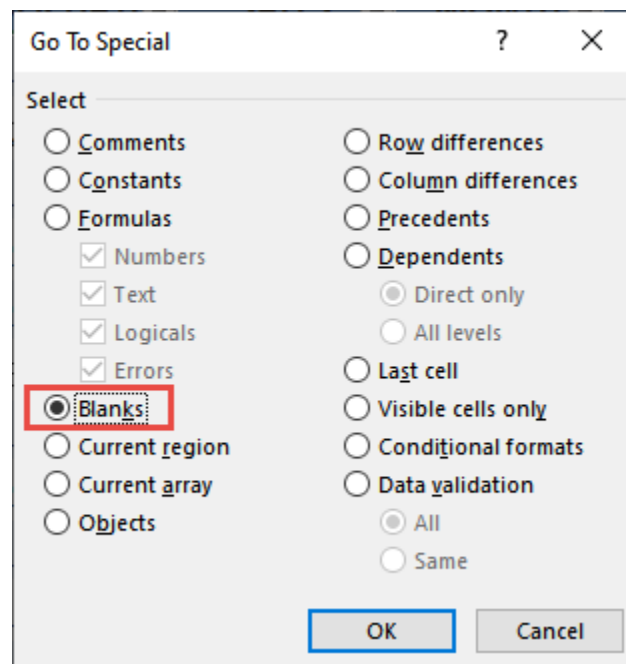 Go To Special ? ×
Select
Comments
Constants
Formulas
Numbers
Text
Logicals
Errors
Blanks
Current region
Current array
Objects
Row differences
Column differences
Precedents
Dependents
Direct only
All levels
Last cell
Visible cells only
Conditional formats
Data validation
All
Same
OK
Cancel